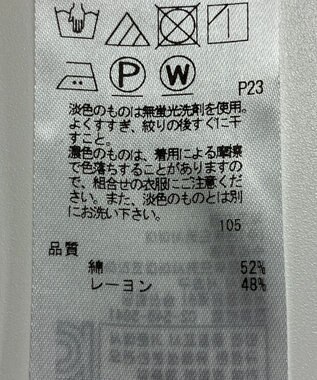 P W
P23
淡色のものは無蛍光洗剤を使用。
よくすすぎ、絞りの後すぐに干
すこと。
濃色のものは、着用による摩擦
で色落ちすることがありますの
で、組合せの衣服にご注意くだ
さい。また、淡色のものとは別
にお洗い下さい。
105
品質
綿 52%
レーヨン 48%